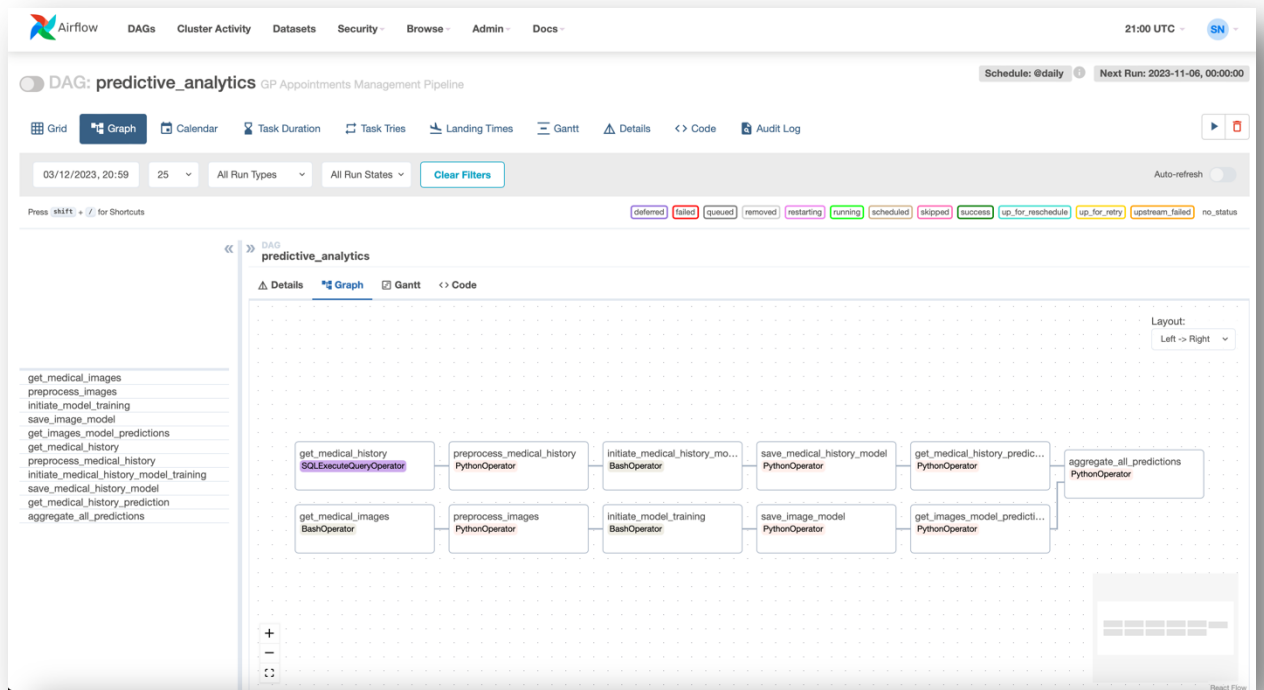 Airflow DAGs Cluster Activity Datasets Security Browse Admin Docs 21:00 UTC SN
DAG: predictive_analytics GP Appointments Management Pipeline
Schedule: @daily Next Run: 2023-11-06, 00:00:00
Grid Graph Calendar Task Duration Task Tries Landing Times Gantt Details Code Audit Log
03/12/2023, 20:59 25 All Run Types All Run States Clear Filters Auto-refresh
Press shift + / for Shortcuts
deferred failed queued removed restarting running scheduled skipped success up_for_reschedule up_for_retry upstream_failed no_status
DAG
predictive_analytics
Details Graph Gantt Code
Layout:
Left -> Right
get_medical_images
preprocess_images
initiate_model_training
save_image_model
get_images_model_predictions
get_medical_history
preprocess_medical_history
initiate_medical_history_model_training
save_medical_history_model
get_medical_history_prediction
aggregate_all_predictions
get_medical_history
SQLExecuteQueryOperator
preprocess_medical_history
PythonOperator
initiate_medical_history_mo...
BashOperator
save_medical_history_model
PythonOperator
get_medical_history_predic...
PythonOperator
aggregate_all_predictions
PythonOperator
get_medical_images
BashOperator
preprocess_images
PythonOperator
initiate_model_training
BashOperator
save_image_model
PythonOperator
get_images_model_predicti...
PythonOperator
React Flow